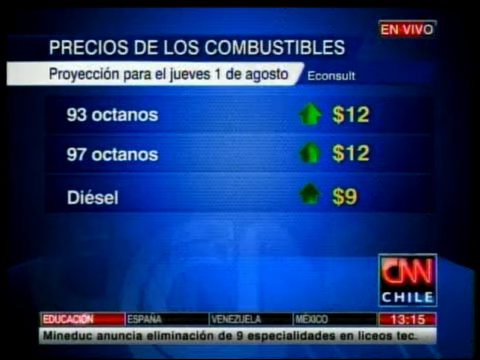 EN VIVO
PRECIOS DE LOS COMBUSTIBLES
Proyección para el jueves 1 de agosto Econsult
93 octanos $12
97 octanos $12
Diésel $9
CNN
CHILE
EDUCACIÓN ESPAÑA VENEZUELA MÉXICO 13:15
Mineduc anuncia eliminación de 9 especialidades en liceos tec.